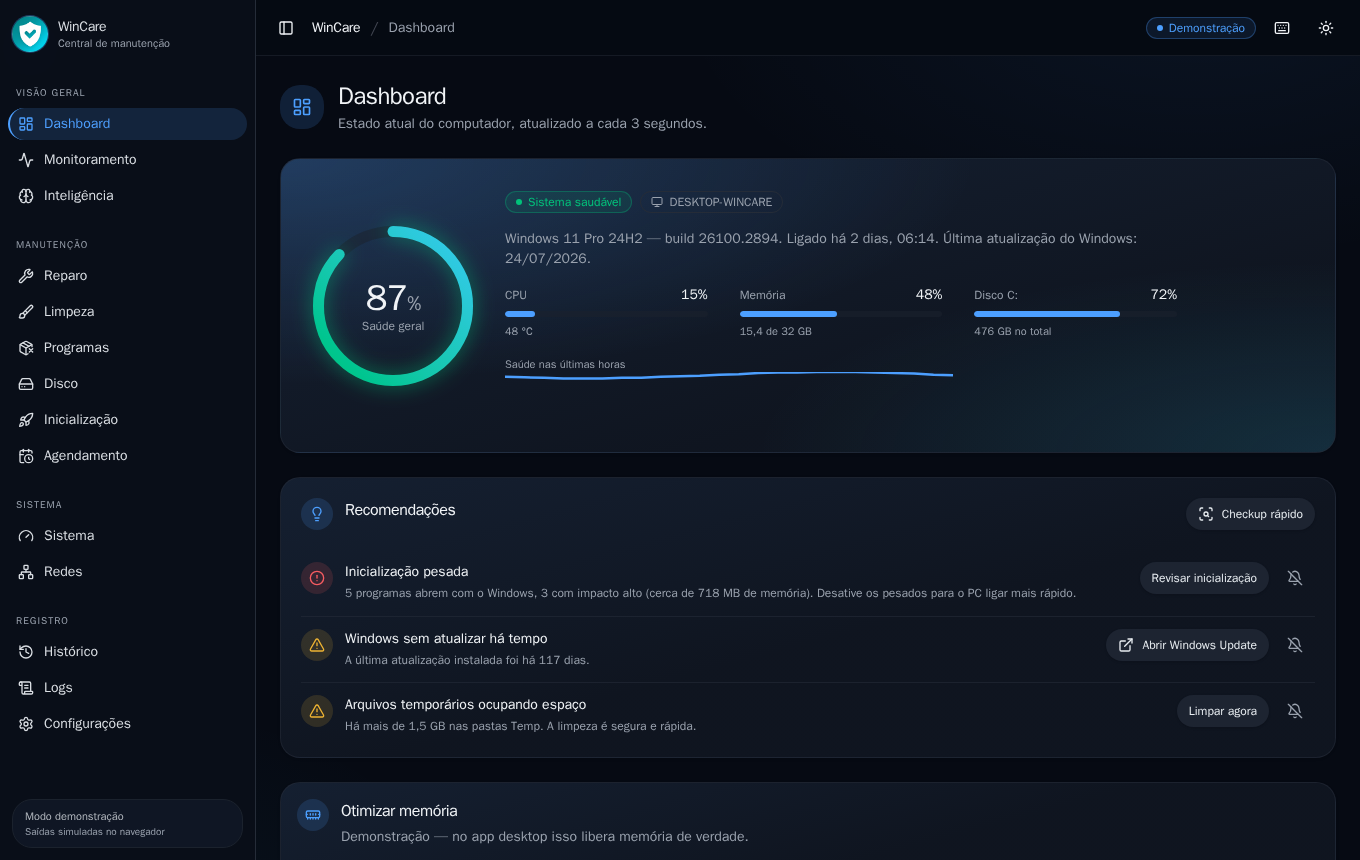 WinCare
Central de manutenção
VISÃO GERAL
Dashboard
Monitoramento
Inteligência
MANUTENÇÃO
Reparo
Limpeza
Programas
Disco
Inicialização
Agendamento
SISTEMA
Sistema
Redes
REGISTRO
Histórico
Logs
Configurações
Modo demonstração
Saídas simuladas no navegador
WinCare / Dashboard
Demonstração
Dashboard
Estado atual do computador, atualizado a cada 3 segundos.
87%
Saúde geral
Sistema saudável
DESKTOP-WINCARE
Windows 11 Pro 24H2 — build 26100.2894. Ligado há 2 dias, 06:14. Última atualização do Windows:
24/07/2026.
CPU 15%
48 °C
Memória 48%
15,4 de 32 GB
Disco C: 72%
476 GB no total
Saúde nas últimas horas
Recomendações
Checkup rápido
Inicialização pesada
5 programas abrem com o Windows, 3 com impacto alto (cerca de 718 MB de memória). Desative os pesados para o PC ligar mais rápido.
Revisar inicialização
Windows sem atualizar há tempo
A última atualização instalada foi há 117 dias.
Abrir Windows Update
Arquivos temporários ocupando espaço
Há mais de 1,5 GB nas pastas Temp. A limpeza é segura e rápida.
Limpar agora
Otimizar memória
Demonstração — no app desktop isso libera memória de verdade.